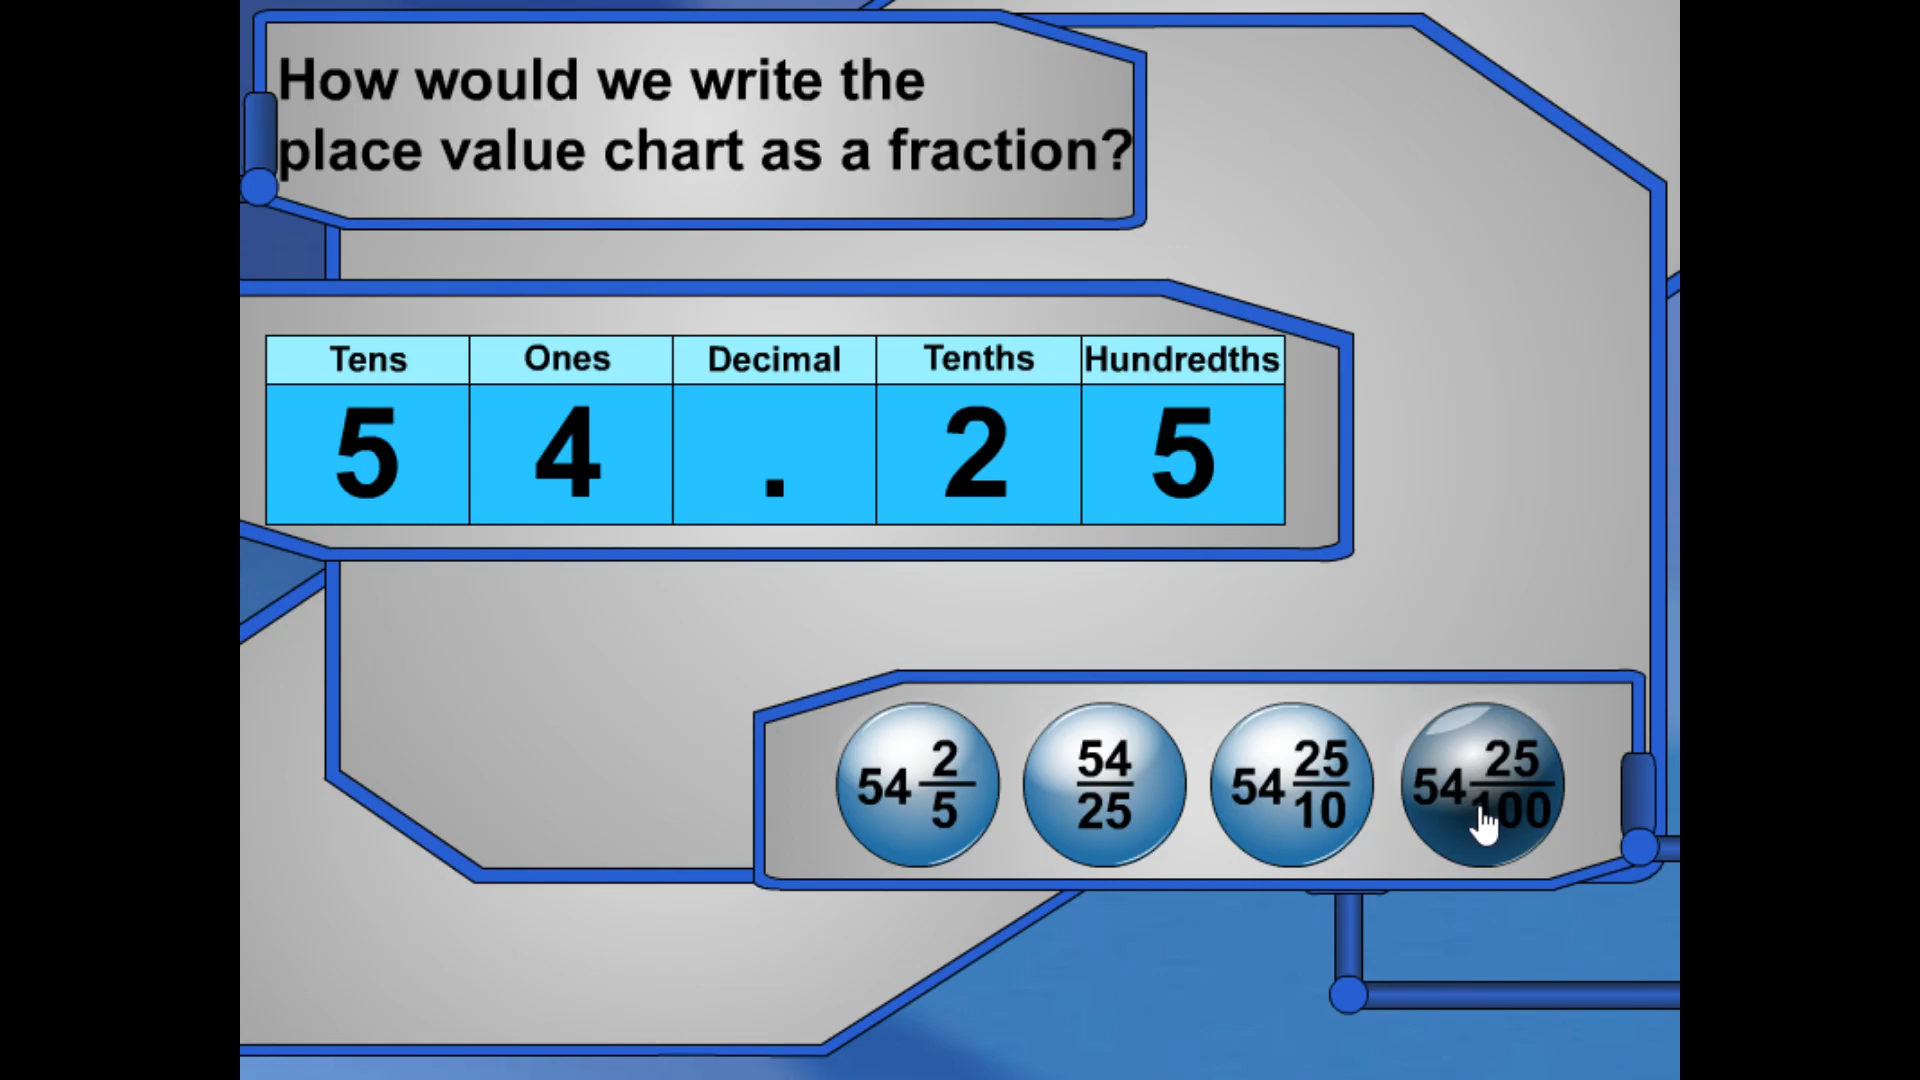 How would we write the
place value chart as a fraction?
Tens Ones Decimal Tenths Hundredths
5 4 . 2 5
54 2/5 54/25 54 25/10 54 25/100